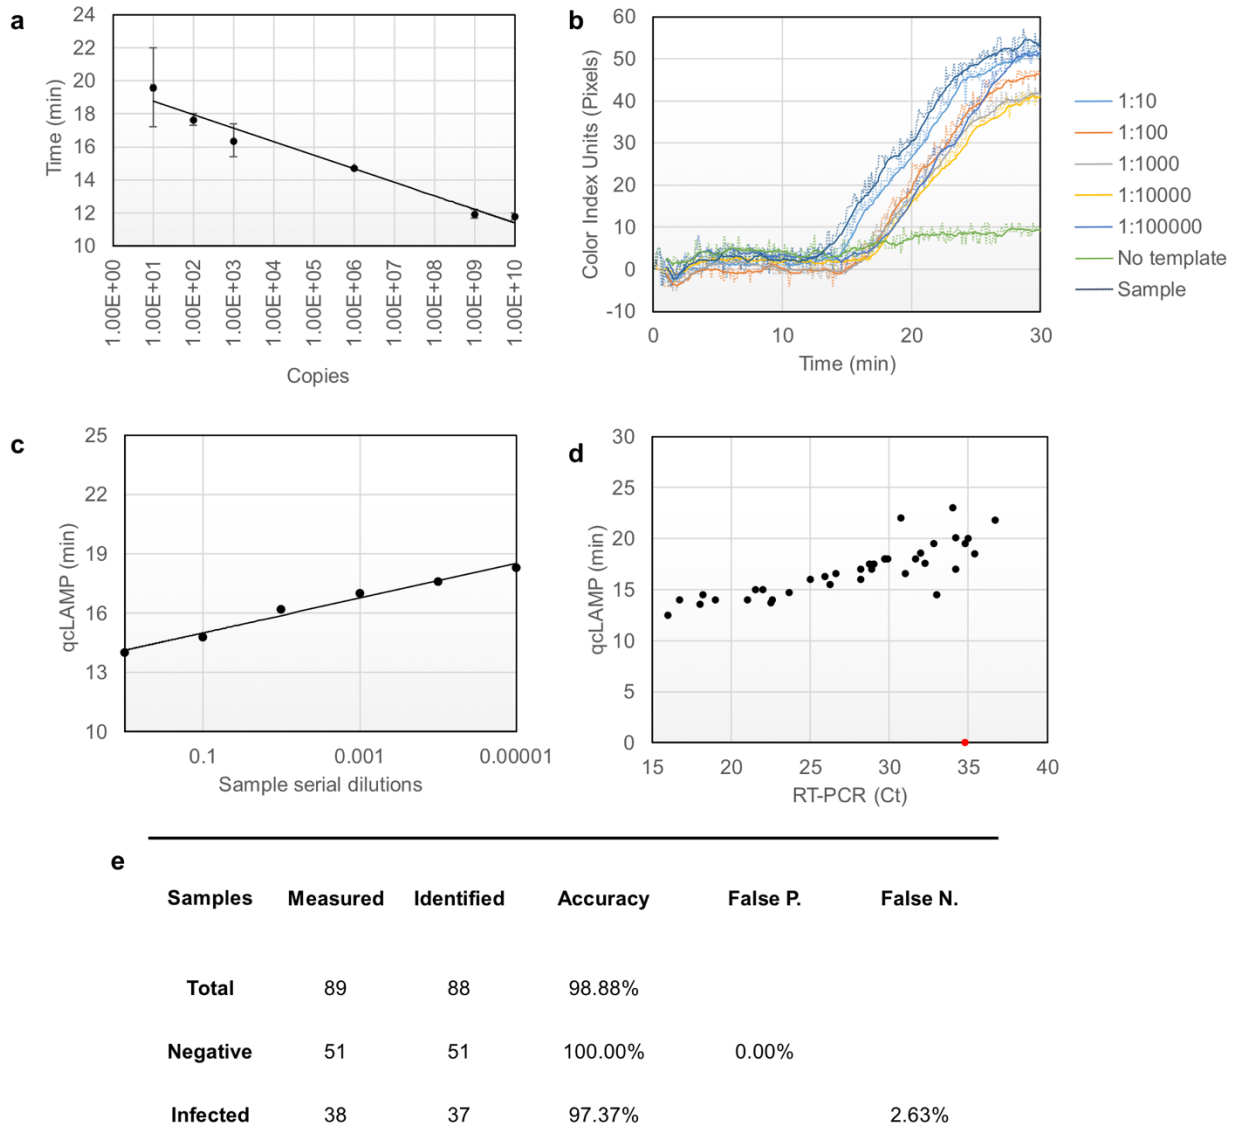 a
24
22
20
18
16
14
12
10
Time (min)
1.00E+00
1.00E+01
1.00E+02
1.00E+03
1.00E+04
1.00E+05
1.00E+06
1.00E+07
1.00E+08
1.00E+09
1.00E+10
Copies
b
60
50
40
30
20
10
0
-10
Color Index Units (Pixels)
0 10 20 30
Time (min)
1:10
1:100
1:1000
1:10000
1:100000
No template
Sample
c
25
22
19
16
13
10
qcLAMP (min)
0.1 0.001 0.00001
Sample serial dilutions
d
30
25
20
15
10
5
0
qcLAMP (min)
15 20 25 30 35 40
RT-PCR (Ct)
e
Samples Measured Identified Accuracy False P. False N.
Total 89 88 98.88%
Negative 51 51 100.00% 0.00%
Infected 38 37 97.37% 2.63%